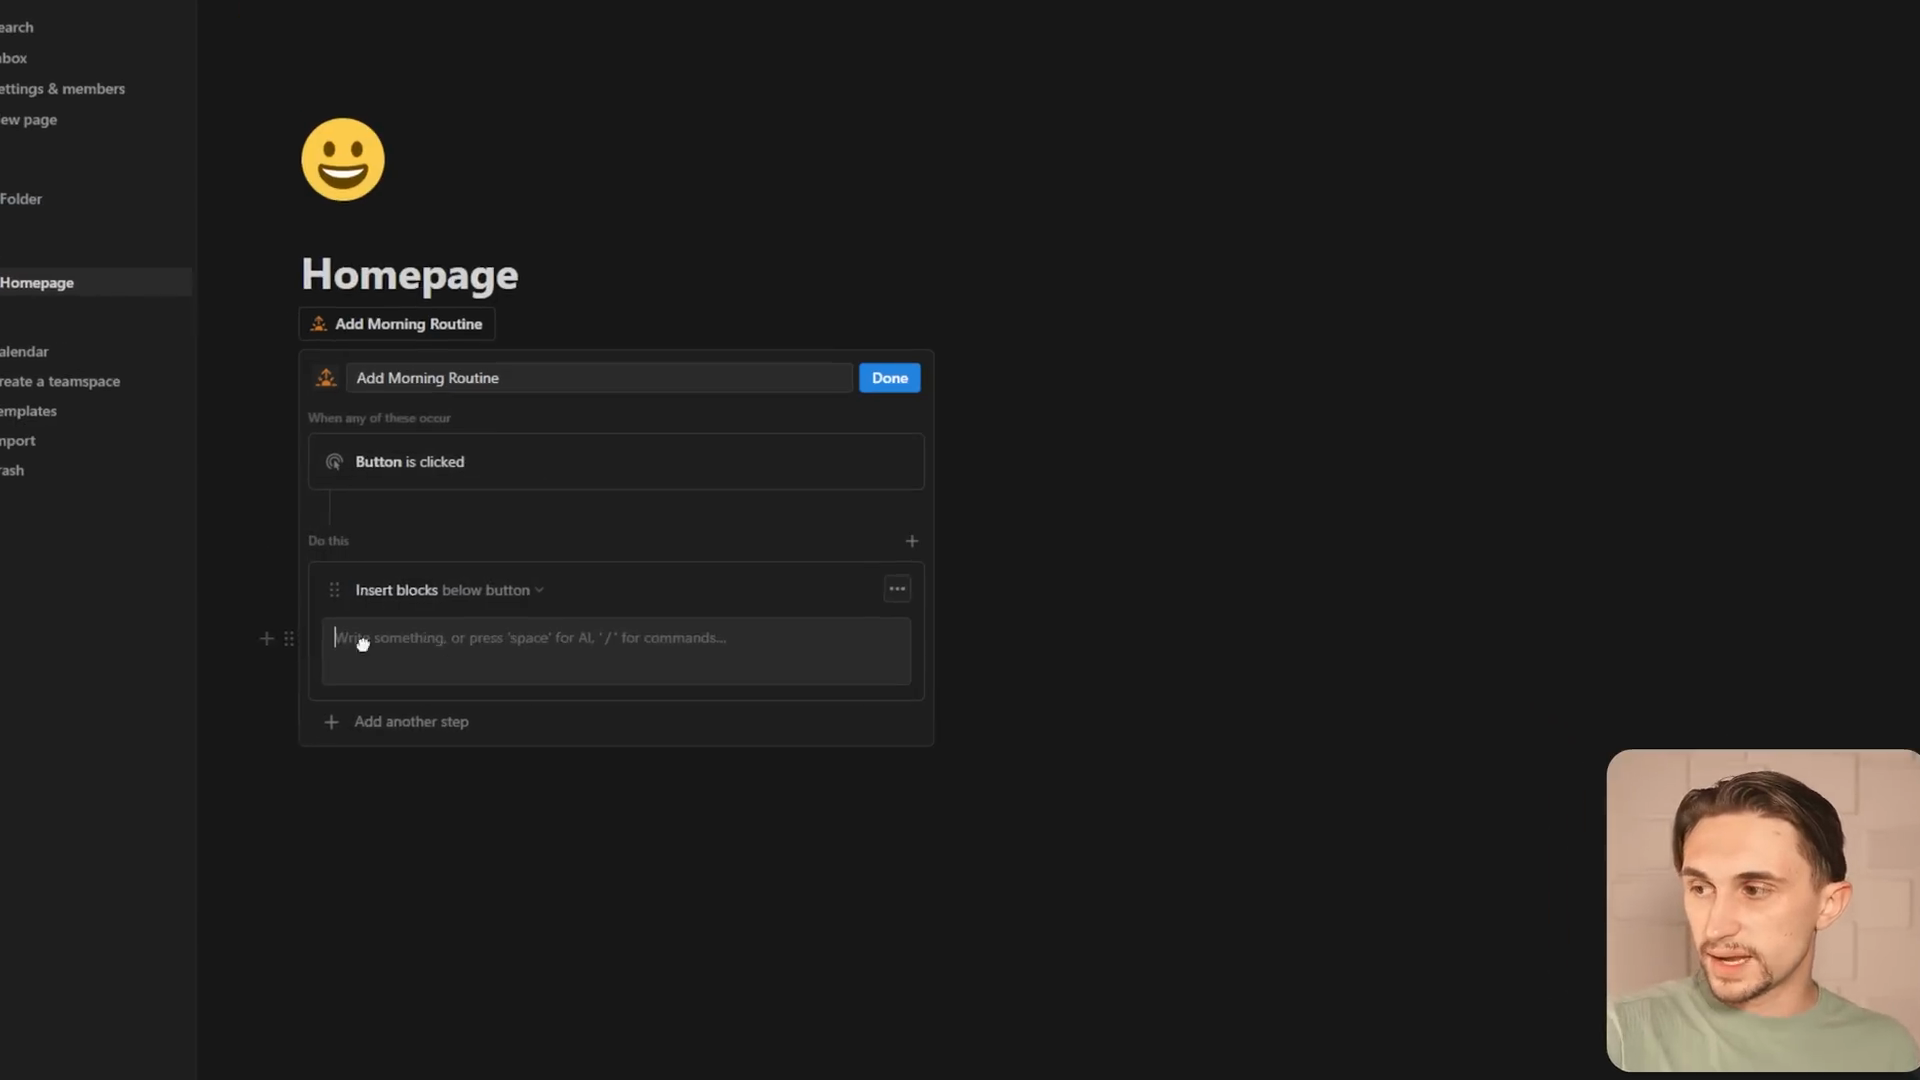 earch
nbox
ettings & members
ew page
Folder
Homepage
alendar
reate a teamspace
emplates
mport
rash
Homepage
Add Morning Routine
Add Morning Routine
Done
When any of these occur
Button is clicked
Do this
Insert blocks below button
Write something, or press 'space' for AI, '/' for commands...
Add another step